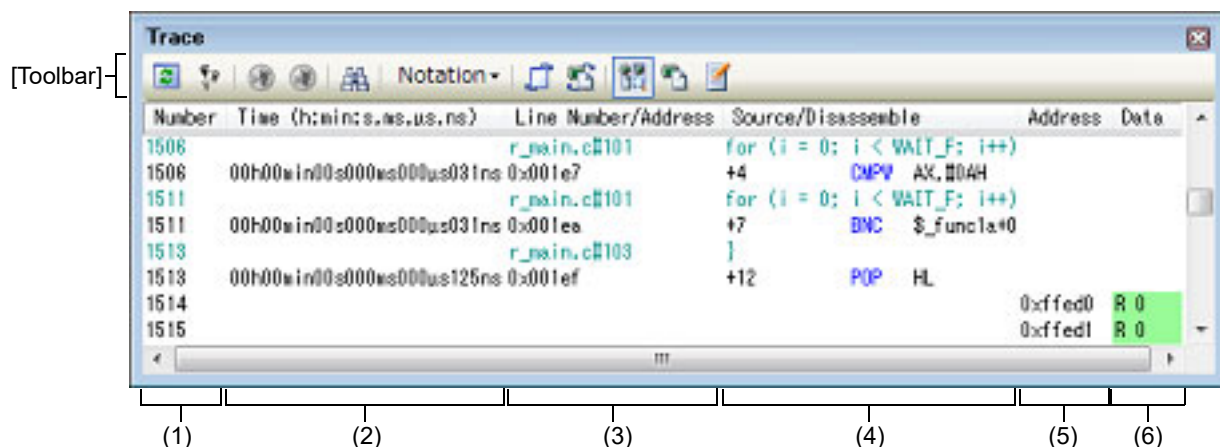 Trace
[Toolbar]
Notation
Number Time (h:min:s,ms,µs,ns) Line Number/Address Source/Disassemble Address Data
1506 r_main.c#101 for (i = 0; i < WAIT_F; i++)
1506 00h00min00s000ms000µs031ns 0x001e7 +4 CMPW AX,#0AH
1511 r_main.c#101 for (i = 0; i < WAIT_F; i++)
1511 00h00min00s000ms000µs031ns 0x001ea +7 BNC $_func1a+0
1513 r_main.c#103 }
1513 00h00min00s000ms000µs125ns 0x001ef +12 POP HL
1514 0xffed0 R 0
1515 0xffed1 R 0
(1) (2) (3) (4) (5) (6)